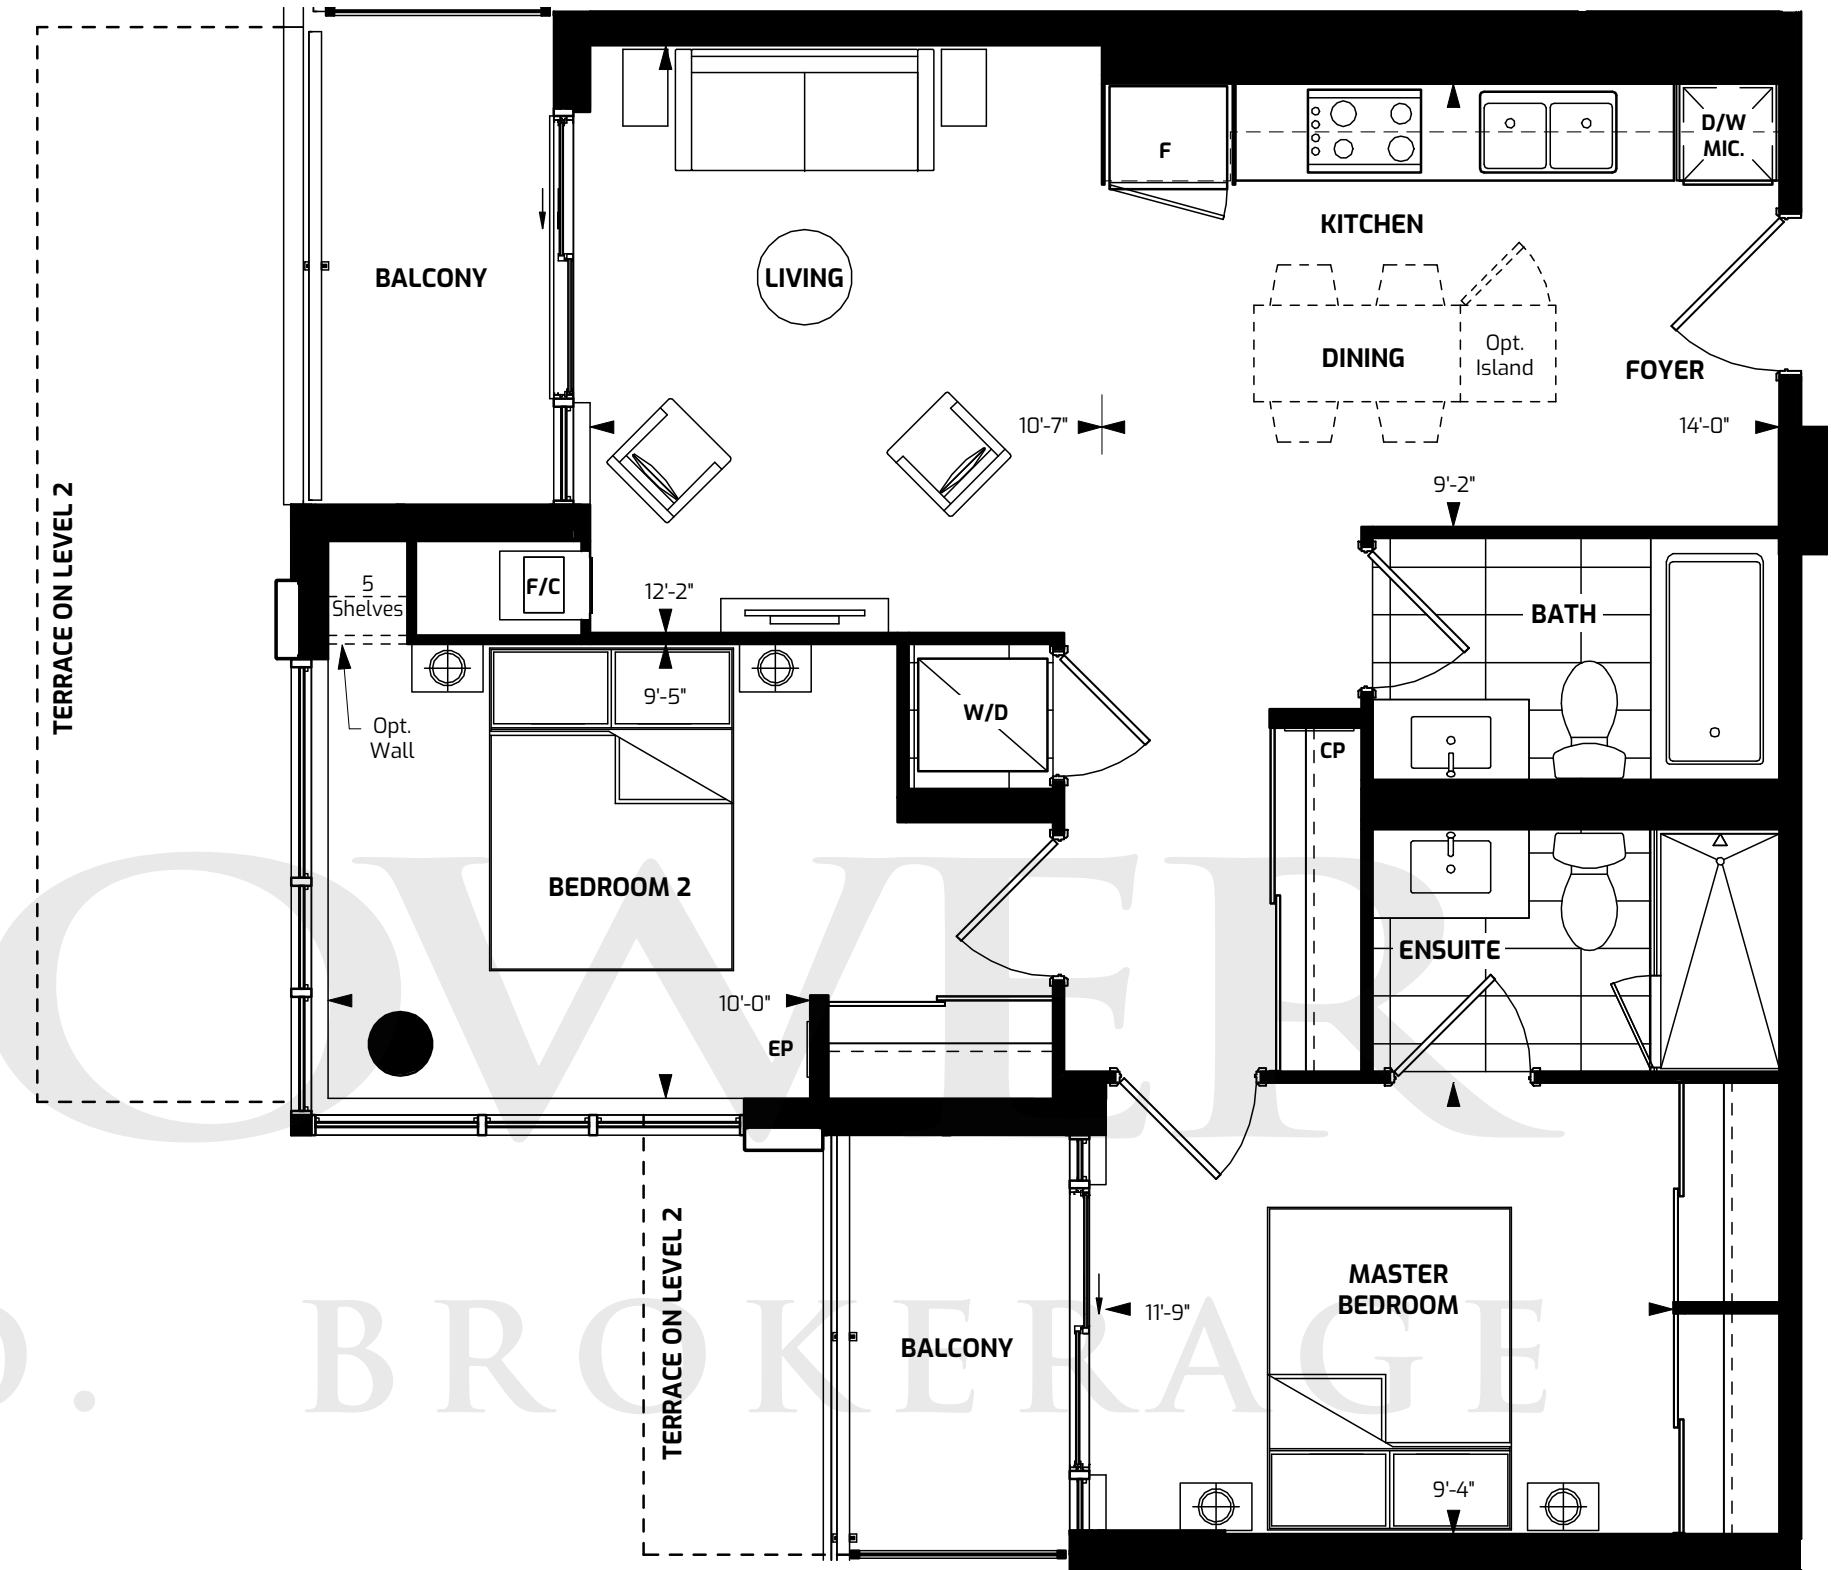 D/W
MIC.
F
KITCHEN
BALCONY
LIVING
DINING
Opt.
Island
FOYER
10'-7"
14'-0"
9'-2"
TERRACE ON LEVEL 2
5
Shelves
F/C
12'-2"
BATH
9'-5"
W/D
Opt.
Wall
CP
BEDROOM 2
OWER
ENSUITE
10'-0"
EP
TERRACE ON LEVEL 2
MASTER
BEDROOM
11'-9"
BALCONY
D. BROKERAGE
9'-4"